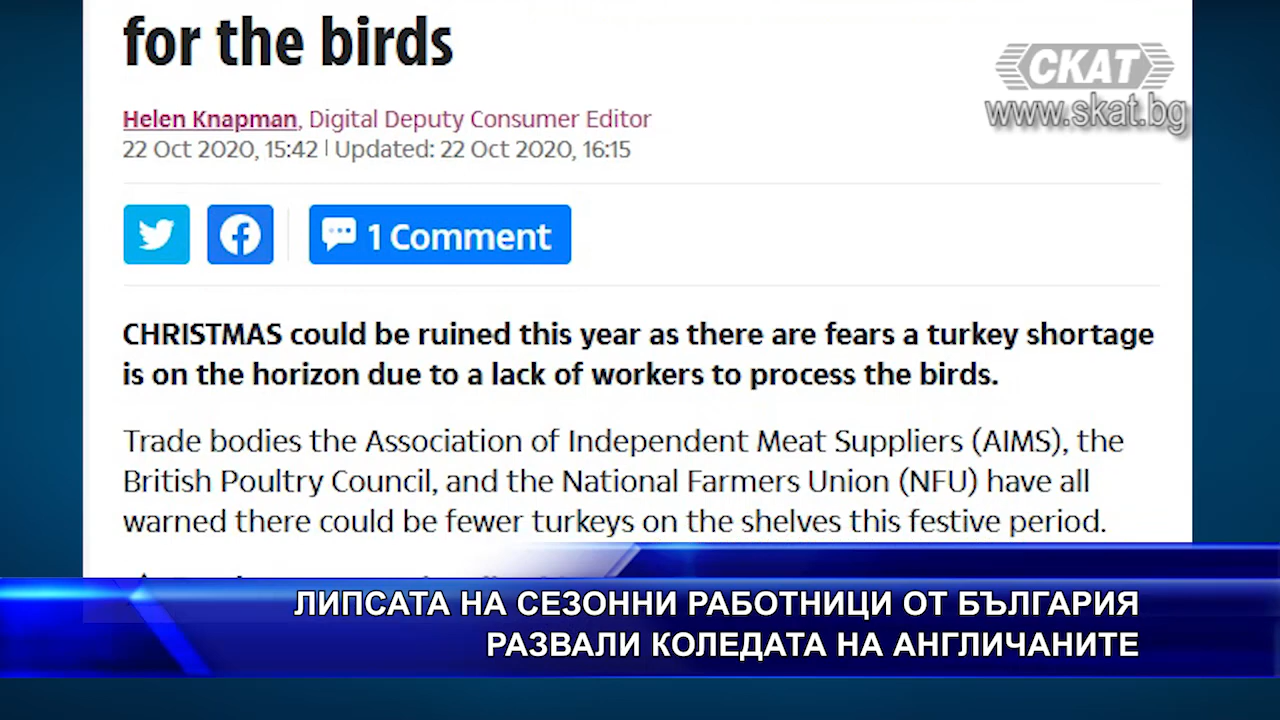 for the birds
СКАТ
www.skat.bg
Helen Knapman, Digital Deputy Consumer Editor
22 Oct 2020, 15:42 | Updated: 22 Oct 2020, 16:15
1 Comment
CHRISTMAS could be ruined this year as there are fears a turkey shortage
is on the horizon due to a lack of workers to process the birds.
Trade bodies the Association of Independent Meat Suppliers (AIMS), the
British Poultry Council, and the National Farmers Union (NFU) have all
warned there could be fewer turkeys on the shelves this festive period.
ЛИПСАТА НА СЕЗОННИ РАБОТНИЦИ ОТ БЪЛГАРИЯ
РАЗВАЛИ КОЛЕДАТА НА АНГЛИЧАНИТЕ